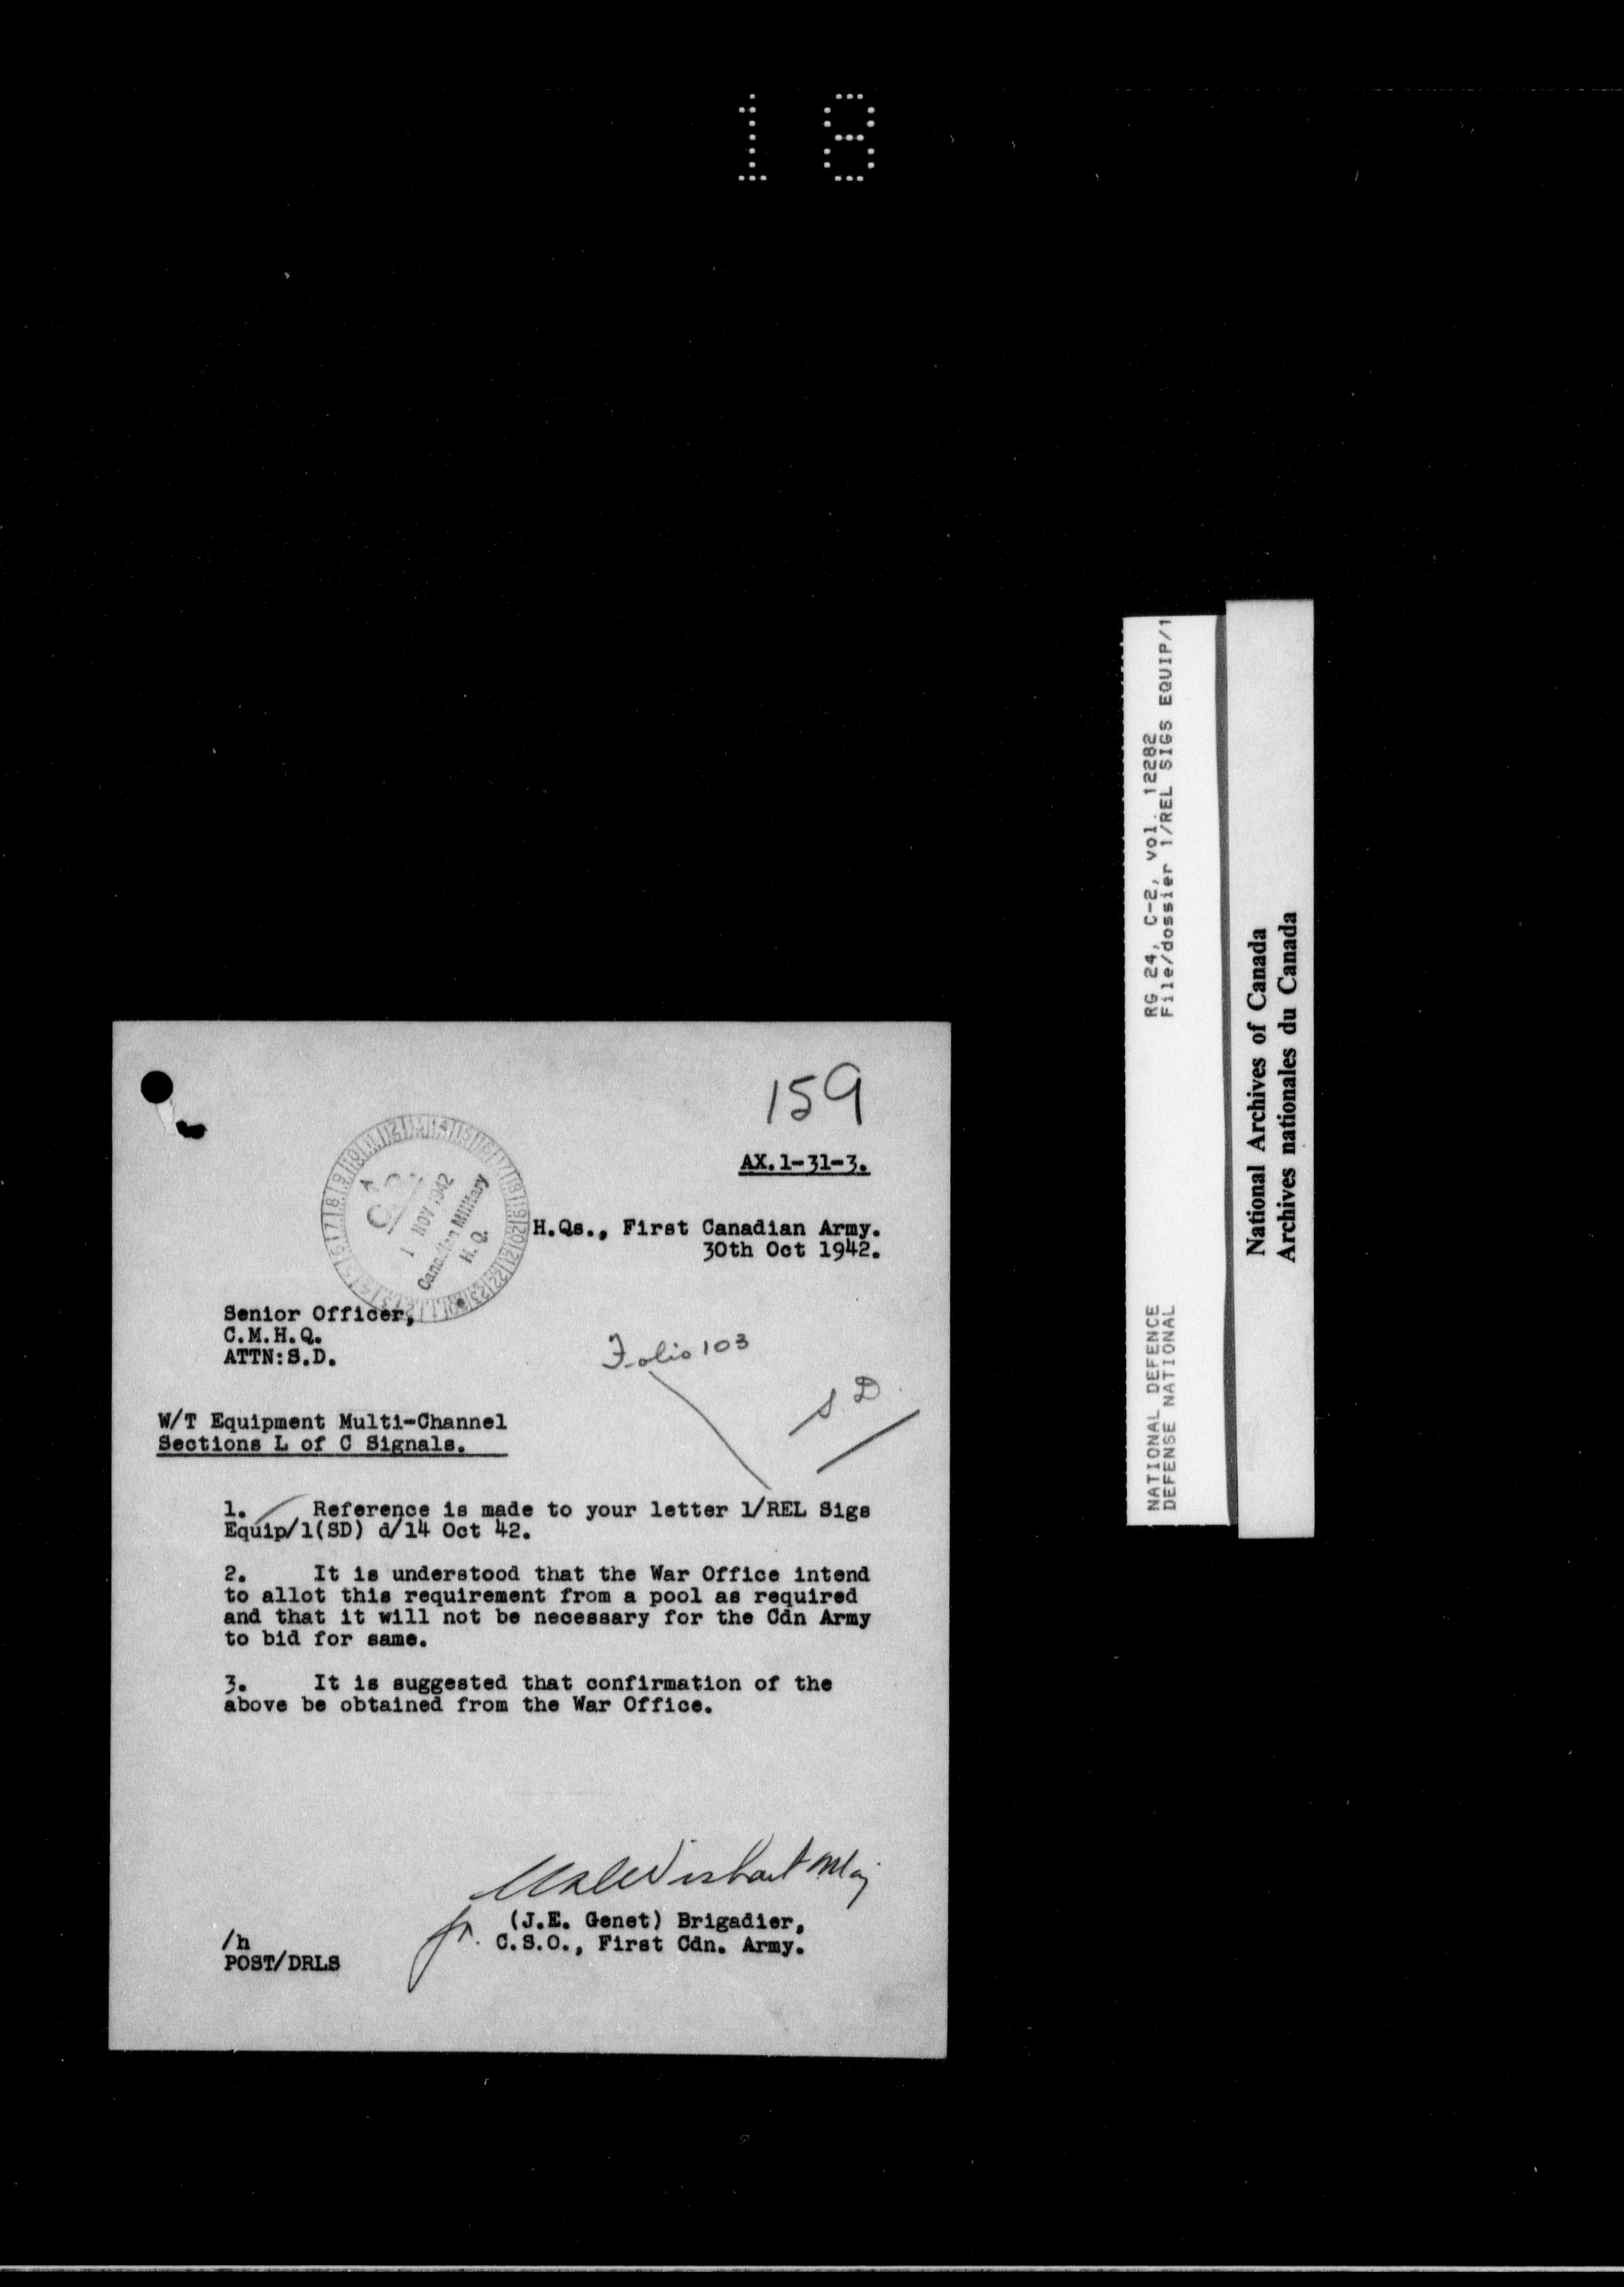 18
159
AX.1-31-3.
1 NOV 1942
Canadian Military
H.Q.
H.Qs., First Canadian Army.
30th Oct 1942.
Senior Officer,
C.M.H.Q.
ATTN:S.D.
Folio 103
S D
W/T Equipment Multi-Channel
Sections L of C Signals.
1. Reference is made to your letter 1/REL Sigs
Equip/1(SD) d/14 Oct 42.
2. It is understood that the War Office intend
to allot this requirement from a pool as required
and that it will not be necessary for the Cdn Army
to bid for same.
3. It is suggested that confirmation of the
above be obtained from the War Office.
Wishart Maj
fr. (J.E. Genet) Brigadier,
C.S.O., First Cdn. Army.
/h
POST/DRLS
RG 24, C-2, vol. 12282
File/dossier 1/REL SIGS EQUIP/1
NATIONAL DEFENCE
DEFENSE NATIONAL
National Archives of Canada
Archives nationales du Canada